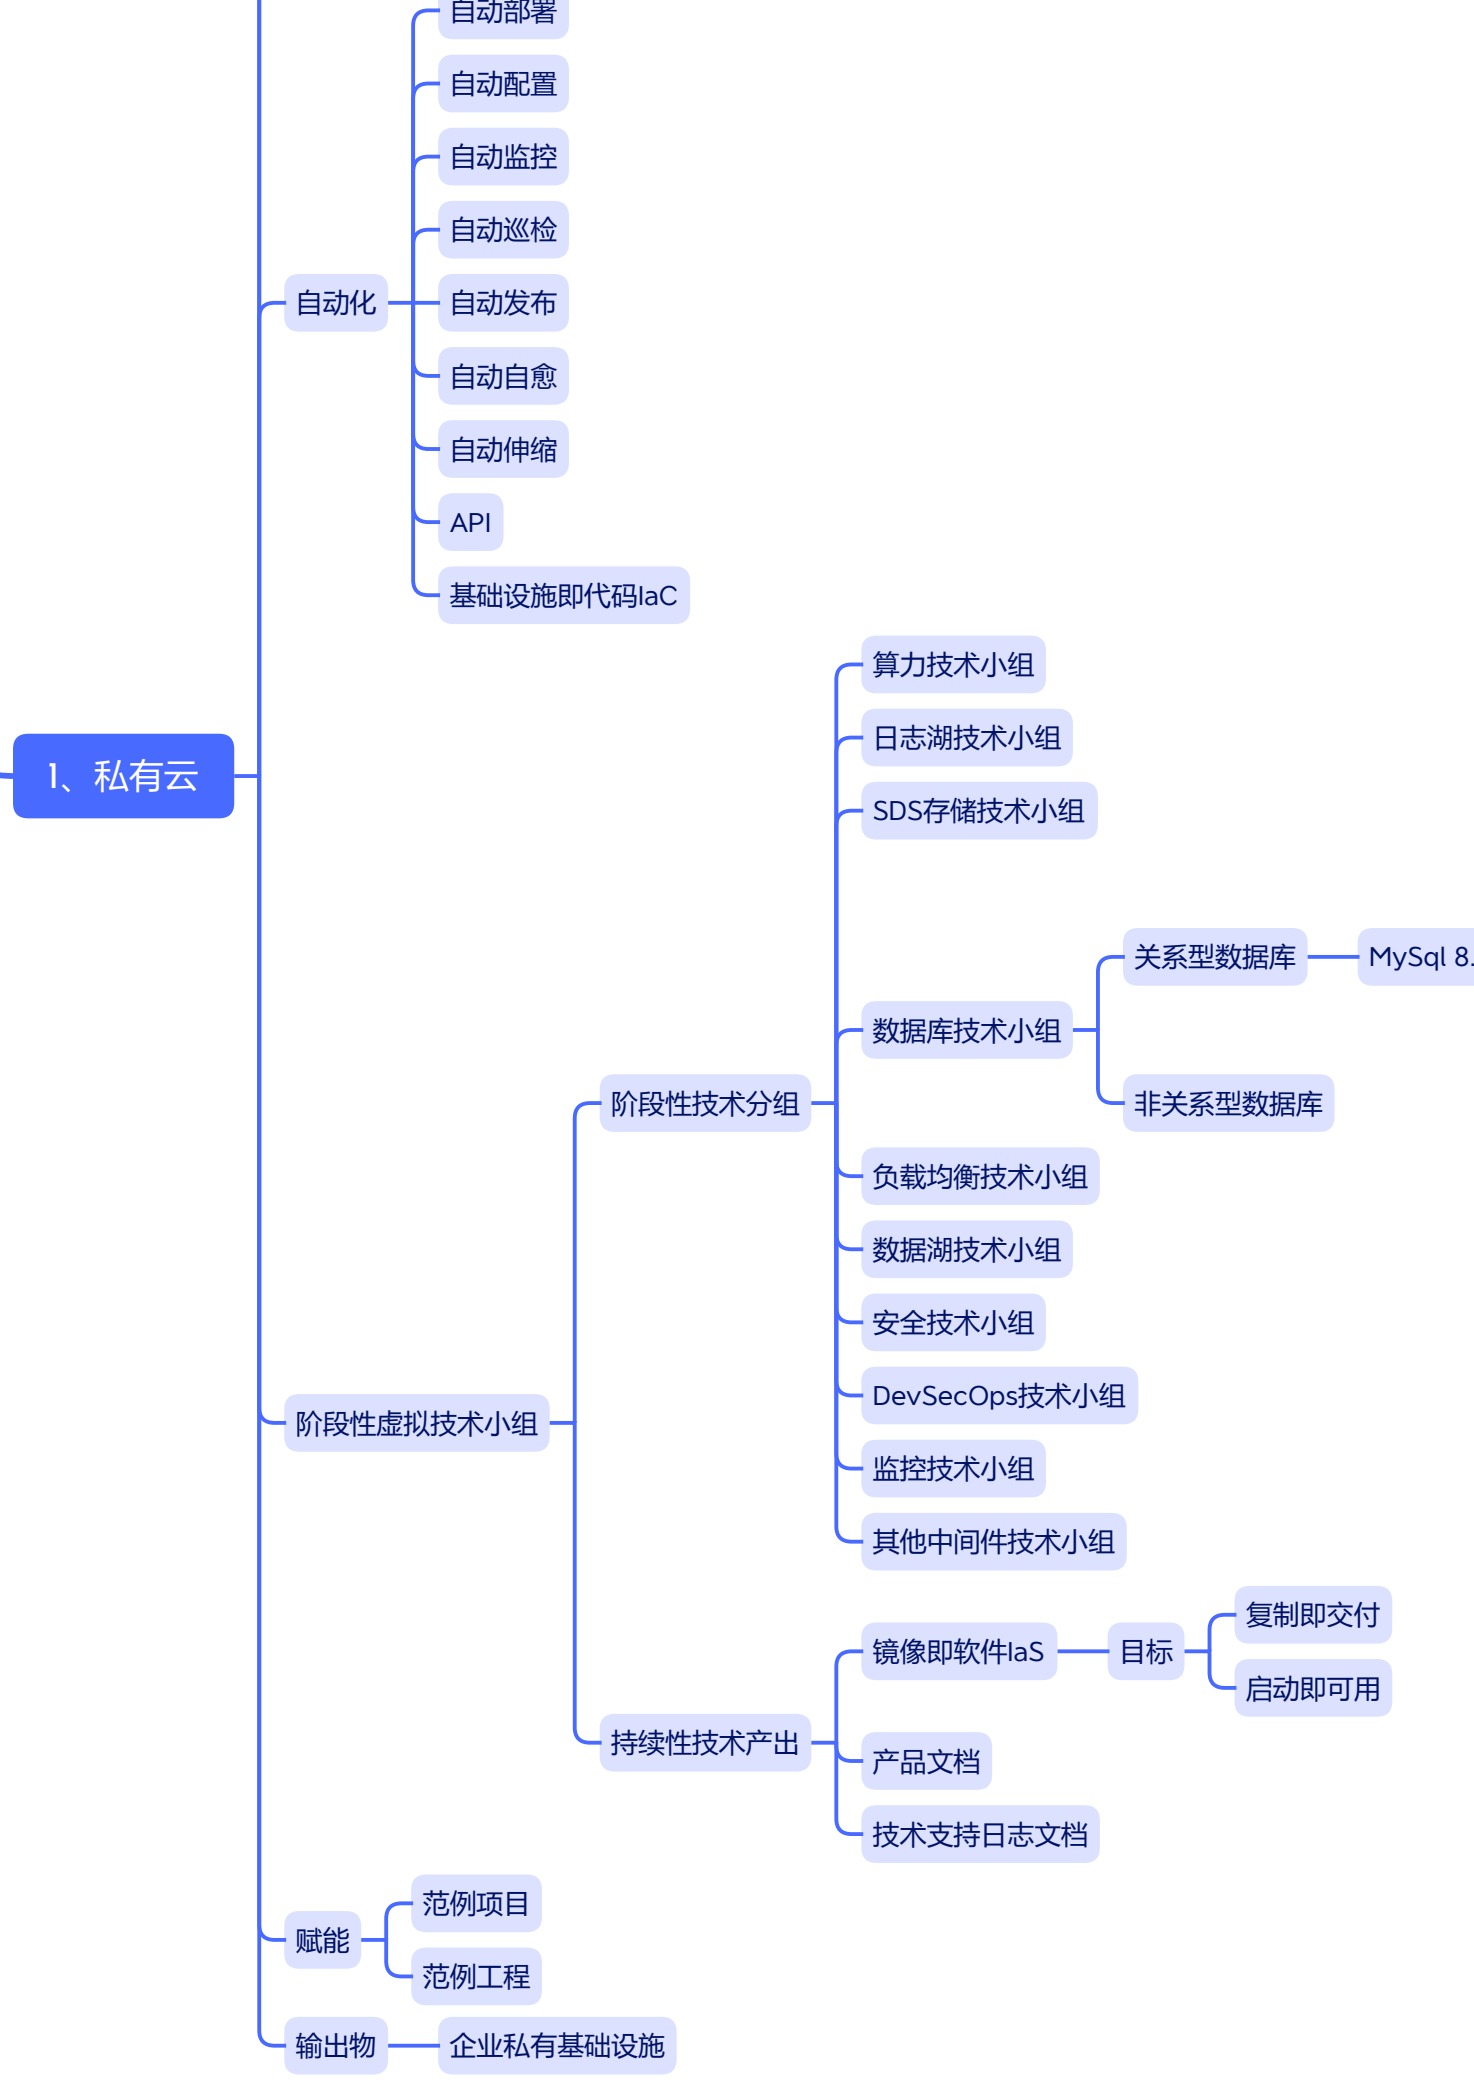 自动部署
自动配置
自动监控
自动巡检
自动化
自动发布
自动自愈
自动伸缩
API
基础设施即代码IaC
算力技术小组
日志湖技术小组
1、私有云
SDS存储技术小组
关系型数据库
MySql 8.
数据库技术小组
阶段性技术分组
非关系型数据库
负载均衡技术小组
数据湖技术小组
安全技术小组
DevSecOps技术小组
阶段性虚拟技术小组
监控技术小组
其他中间件技术小组
复制即交付
镜像即软件IaS
目标
启动即可用
持续性技术产出
产品文档
技术支持日志文档
范例项目
赋能
范例工程
输出物
企业私有基础设施